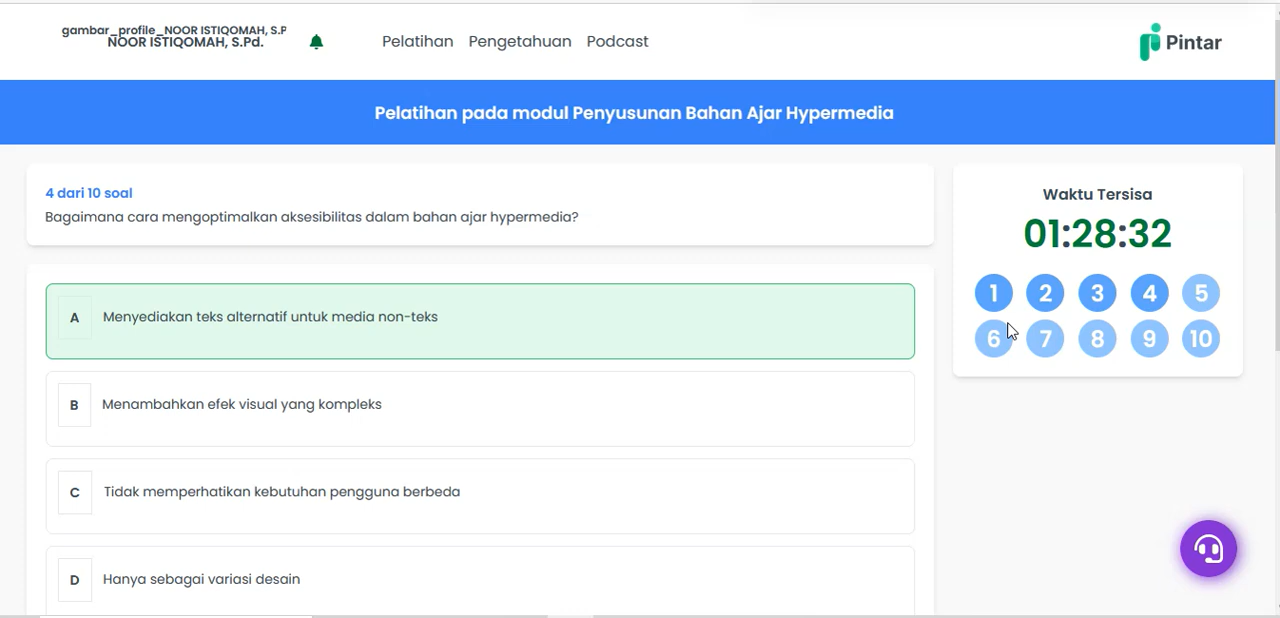 gambar_profile_NOOR ISTIQOMAH, S.P
NOOR ISTIQOMAH, S.Pd.
Pelatihan Pengetahuan Podcast
Pintar
Pelatihan pada modul Penyusunan Bahan Ajar Hypermedia
4 dari 10 soal
Bagaimana cara mengoptimalkan aksesibilitas dalam bahan ajar hypermedia?
A Menyediakan teks alternatif untuk media non-teks
B Menambahkan efek visual yang kompleks
C Tidak memperhatikan kebutuhan pengguna berbeda
D Hanya sebagai variasi desain
Waktu Tersisa
01:28:32
1 2 3 4 5
6 7 8 9 10